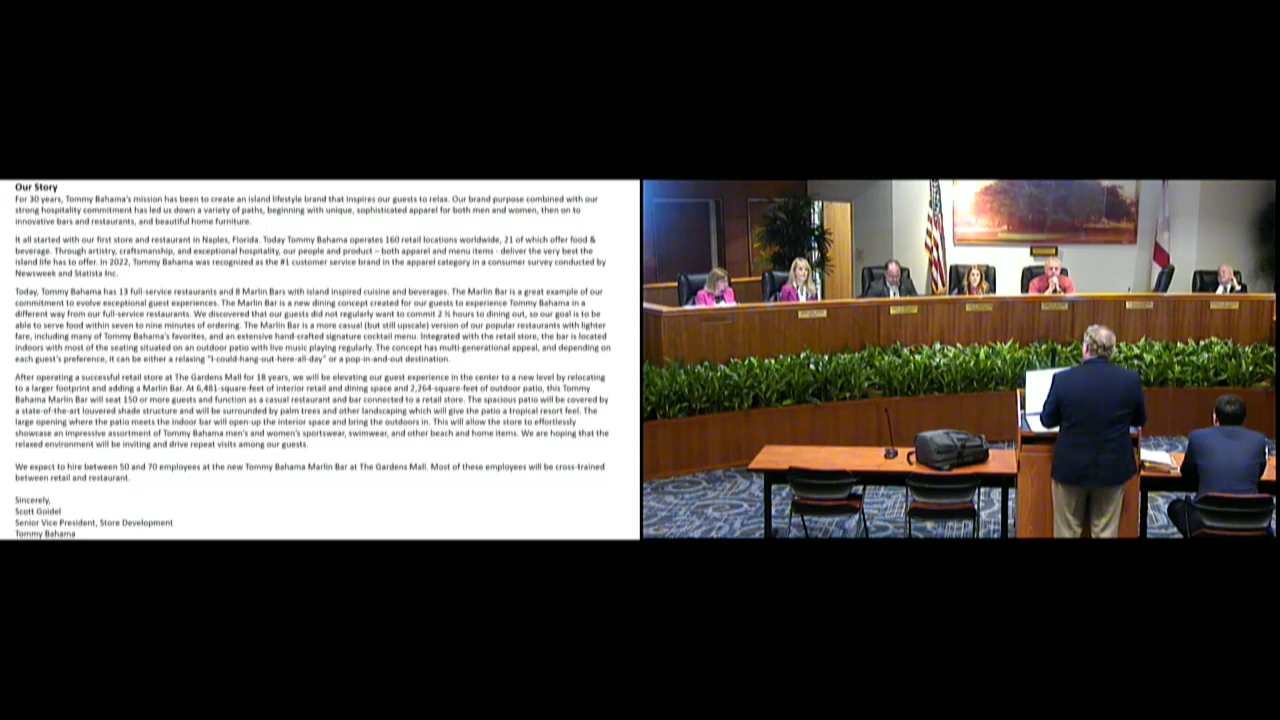 Our Story
For 30 years, Tommy Bahama's mission has been to create an island lifestyle brand that inspires our guests to relax. Our brand purpose combined with our
strong hospitality commitment has led us down a variety of paths, beginning with unique, sophisticated apparel for both men and women, then on to
innovative bars and restaurants, and beautiful home furniture.
It all started with our first store and restaurant in Naples, Florida. Today Tommy Bahama operates 160 retail locations worldwide, 21 of which offer food &
beverage. Through artistry, craftsmanship, and exceptional hospitality, our people and product – both apparel and menu items - deliver the very best the
island life has to offer. In 2022, Tommy Bahama was recognized as the #1 customer service brand in the apparel category in a consumer survey conducted by
Newsweek and Statista Inc.
Today, Tommy Bahama has 13 full-service restaurants and 8 Marlin Bars with island inspired cuisine and beverages. The Marlin Bar is a great example of our
commitment to evolve exceptional guest experiences. The Marlin Bar is a new dining concept created for our guests to experience Tommy Bahama in a
different way from our full-service restaurants. We discovered that our guests did not regularly want to commit 2 ½ hours to dining out, so our goal is to be
able to serve food within seven to nine minutes of ordering. The Marlin Bar is a more casual (but still upscale) version of our popular restaurants with lighter
fare, including many of Tommy Bahama's favorites, and an extensive hand-crafted signature cocktail menu. Integrated with the retail store, the bar is located
indoors with most of the seating situated on an outdoor patio with live music playing regularly. The concept has multi-generational appeal, and depending on
each guest's preference, it can be either a relaxing "I-could-hang-out-here-all-day" or a pop-in-and-out destination.
After operating a successful retail store at The Gardens Mall for 18 years, we will be elevating our guest experience in the center to a new level by relocating
to a larger footprint and adding a Marlin Bar. At 6,481-square-feet of interior retail and dining space and 2,264-square-feet of outdoor patio, this Tommy
Bahama Marlin Bar will seat 150 or more guests and function as a casual restaurant and bar connected to a retail store. The spacious patio will be covered by
a state-of-the-art louvered shade structure and will be surrounded by palm trees and other landscaping which will give the patio a tropical resort feel. The
large opening where the patio meets the indoor bar will open-up the interior space and bring the outdoors in. This will allow the store to effortlessly
showcase an impressive assortment of Tommy Bahama men's and women's sportswear, swimwear, and other beach and home items. We are hoping that the
relaxed environment will be inviting and drive repeat visits among our guests.
We expect to hire between 50 and 70 employees at the new Tommy Bahama Marlin Bar at The Gardens Mall. Most of these employees will be cross-trained
between retail and restaurant.
Sincerely,
Scott Goidel
Senior Vice President, Store Development
Tommy Bahama